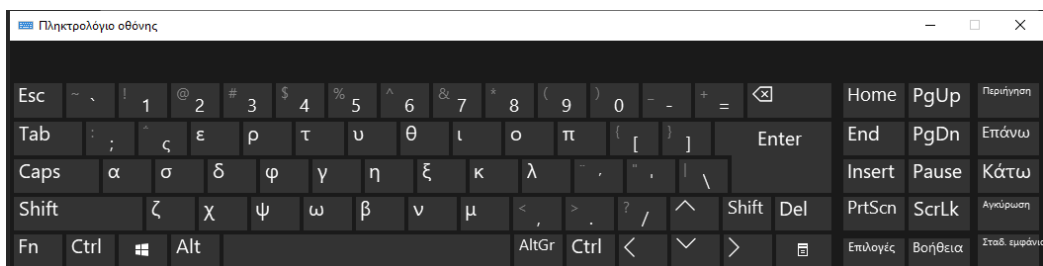 Πληκτρολόγιο οθόνης
Esc ~ ` ! 1 @ 2 # 3 $ 4 % 5 ^ 6 & 7 * 8 ( 9 ) 0 _ - + = Home PgUp Περιήγηση
Tab : ; ς ε ρ τ υ θ ι ο π { [ } ] Enter End PgDn Επάνω
Caps α σ δ φ γ η ξ κ λ ¨ ΄ " ' | \ Insert Pause Κάτω
Shift ζ χ ψ ω β ν μ < , > . ? / Shift Del PrtScn ScrLk Αγκύρωση
Fn Ctrl Alt AltGr Ctrl Επιλογές Βοήθεια Σταδ. εμφάνισ